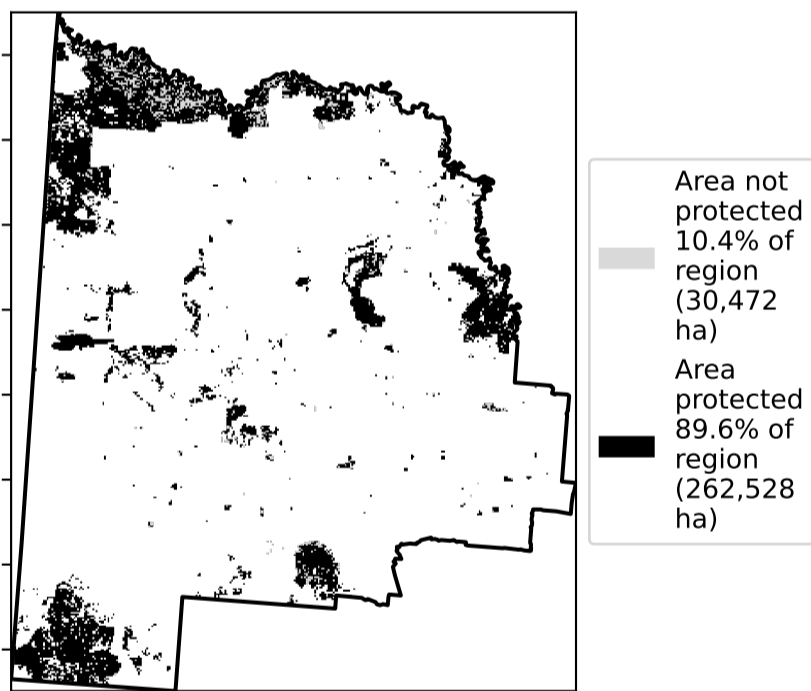 Area not
protected
10.4% of
region
(30,472
ha)
Area
protected
89.6% of
region
(262,528
ha)